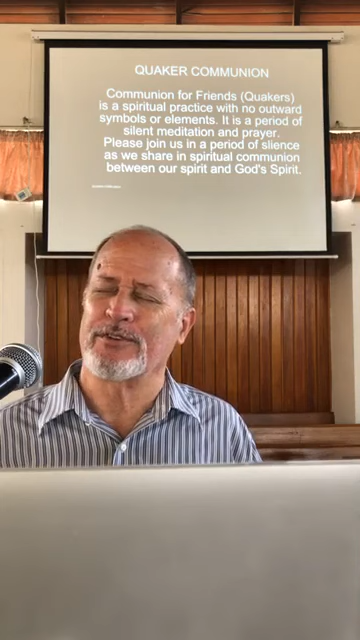 QUAKER COMMUNION
Communion for Friends (Quakers)
is a spiritual practice with no outward
symbols or elements. It is a period of
silent meditation and prayer.
Please join us in a period of slience
as we share in spiritual communion
between our spirit and God's Spirit.